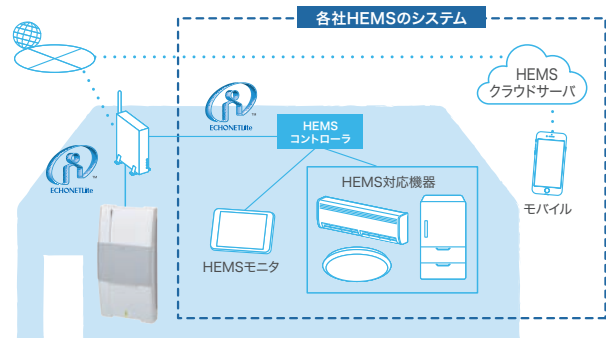 各社HEMSのシステム
HEMS
クラウドサーバ
ECHONETLite
™
HEMS
コントローラ
ECHONETLite
™
HEMS対応機器
モバイル
HEMSモニタ